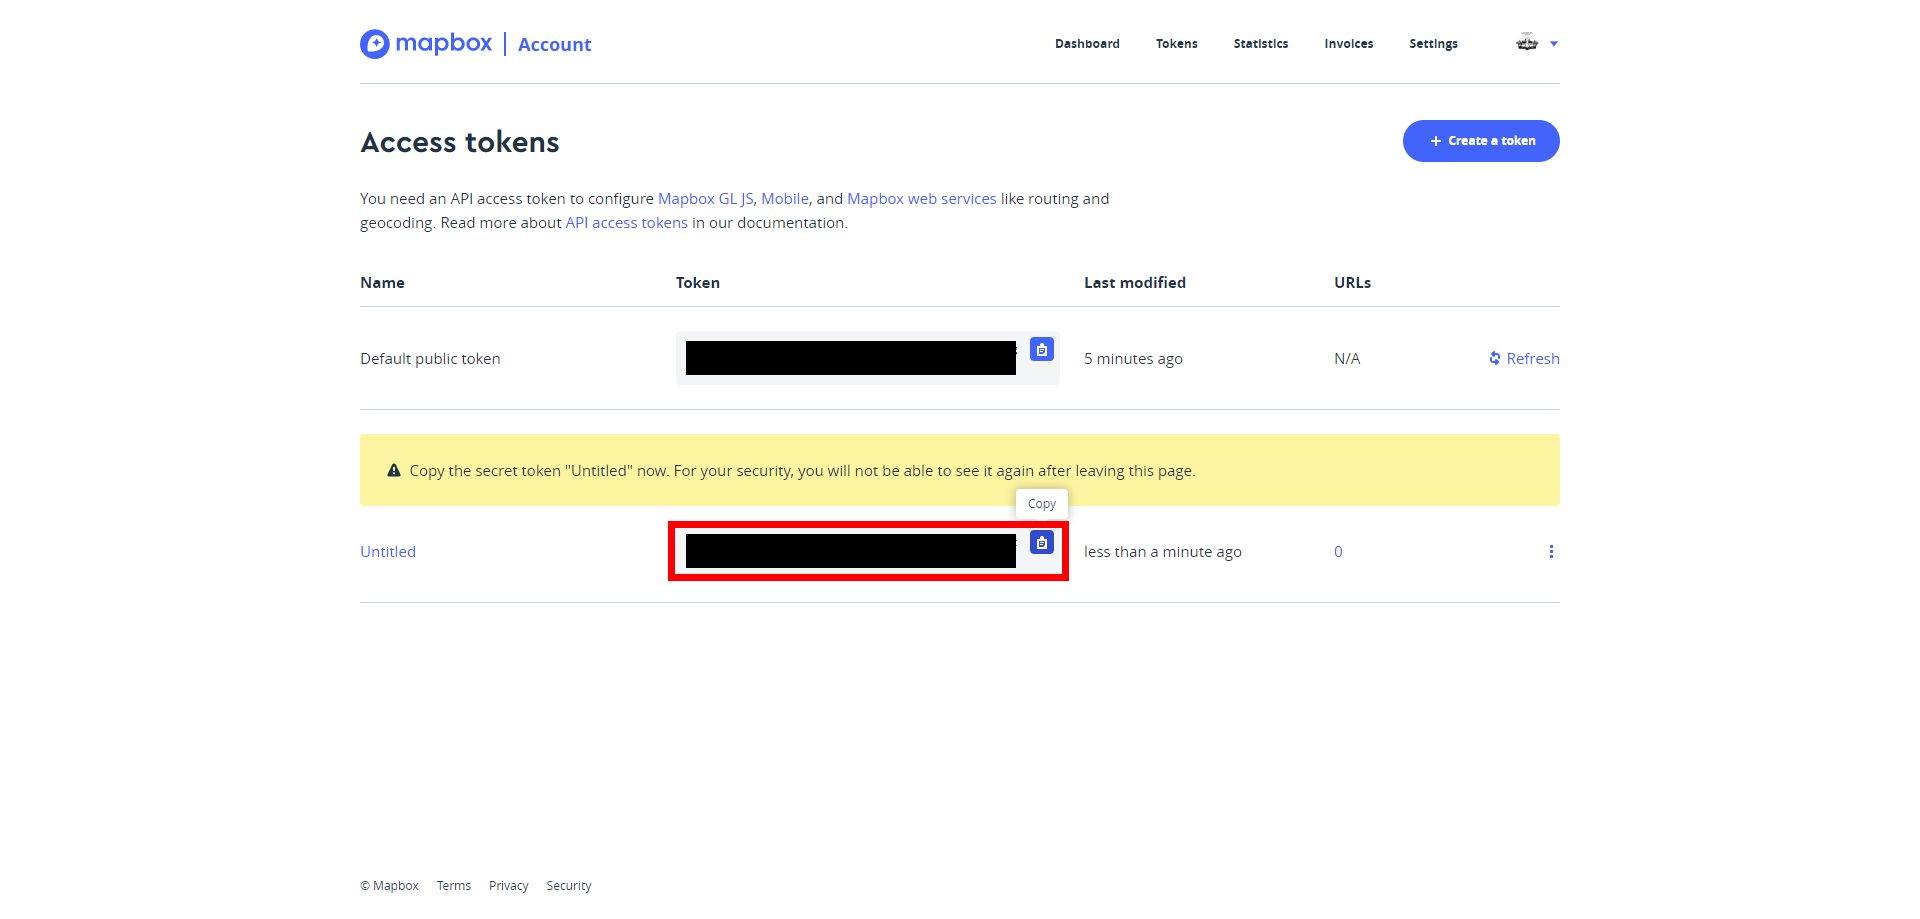 mapbox | Account
Dashboard Tokens Statistics Invoices Settings
Access tokens
+ Create a token
You need an API access token to configure Mapbox GL JS, Mobile, and Mapbox web services like routing and
geocoding. Read more about API access tokens in our documentation.
Name Token Last modified URLs
Default public token 5 minutes ago N/A Refresh
Copy the secret token "Untitled" now. For your security, you will not be able to see it again after leaving this page.
Copy
Untitled less than a minute ago 0
© Mapbox Terms Privacy Security